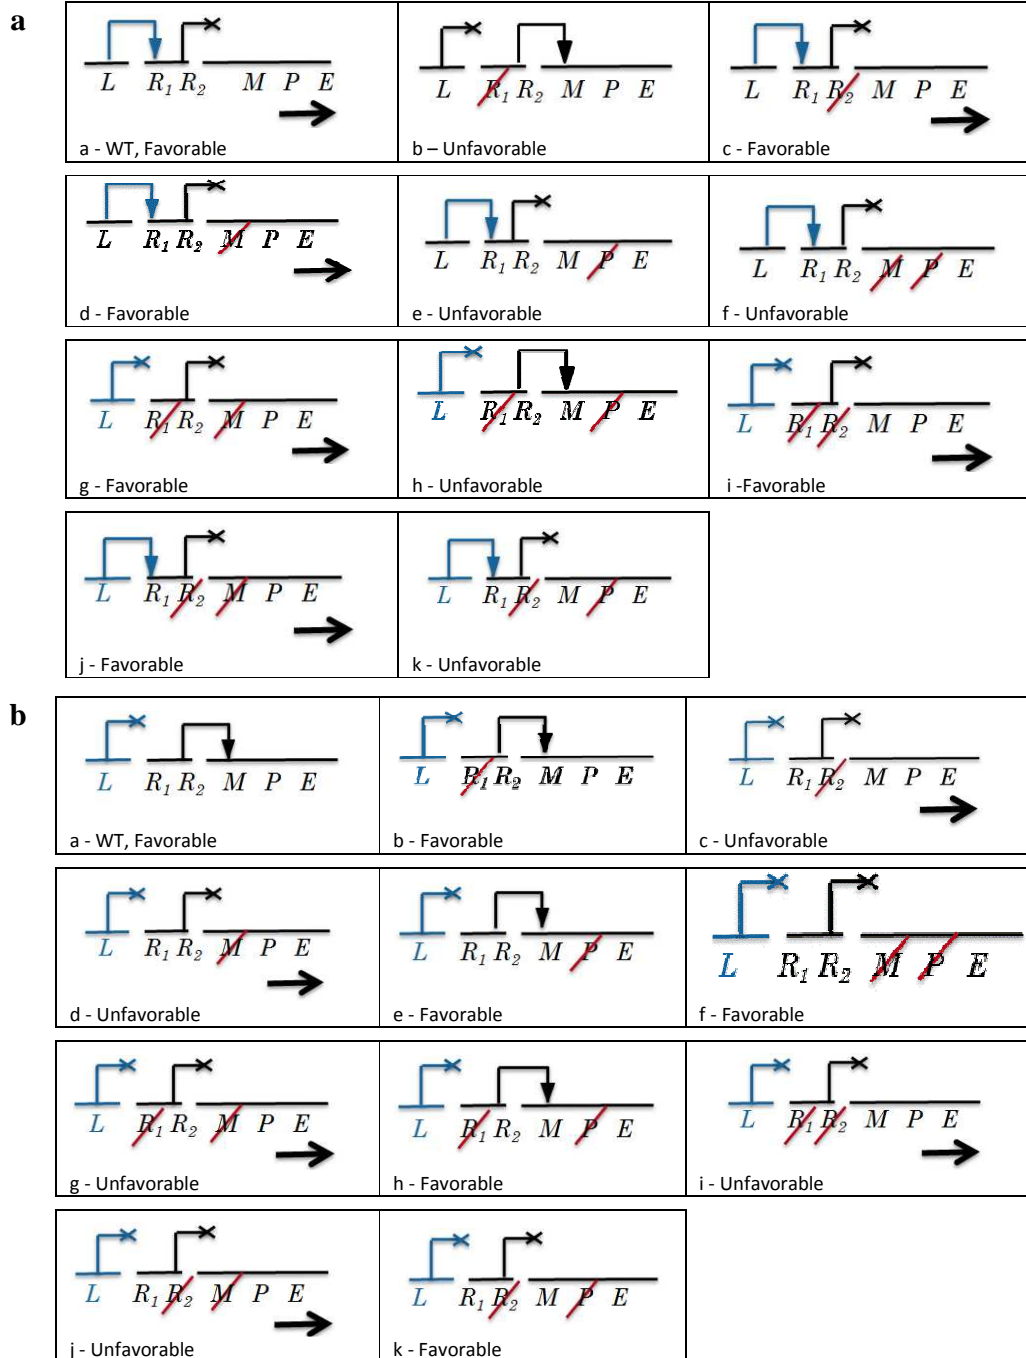 a
L R1 R2 M P E
a - WT, Favorable
L R1 R2 M P E
b – Unfavorable
L R1 R2 M P E
c - Favorable
L R1 R2 M P E
d - Favorable
L R1 R2 M P E
e - Unfavorable
L R1 R2 M P E
f - Unfavorable
L R1 R2 M P E
g - Favorable
L R1 R2 M P E
h - Unfavorable
L R1 R2 M P E
i -Favorable
L R1 R2 M P E
j - Favorable
L R1 R2 M P E
k - Unfavorable
b
L R1 R2 M P E
a - WT, Favorable
L R1 R2 M P E
b - Favorable
L R1 R2 M P E
c - Unfavorable
L R1 R2 M P E
d - Unfavorable
L R1 R2 M P E
e - Favorable
L R1 R2 M P E
f - Favorable
L R1 R2 M P E
g - Unfavorable
L R1 R2 M P E
h - Favorable
L R1 R2 M P E
i - Unfavorable
L R1 R2 M P E
j - Unfavorable
L R1 R2 M P E
k - Favorable